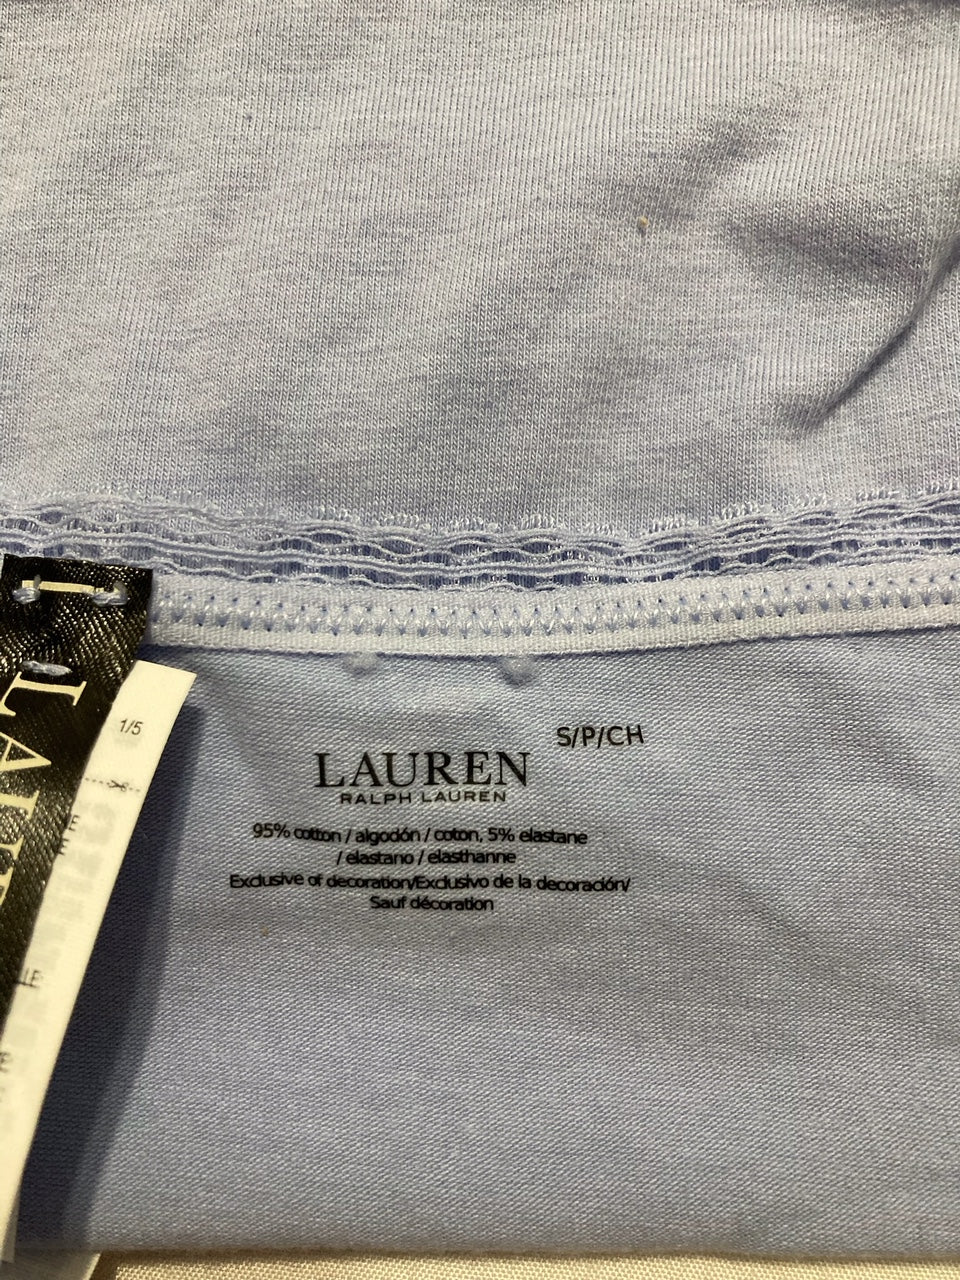 S/P/CH
LAUREN
RALPH LAUREN
95% cotton / algodón / coton, 5% elastane
/ elastano / elasthanne
Exclusive of decoration/Exclusivo de la decoración/
Sauf décoration
1/5